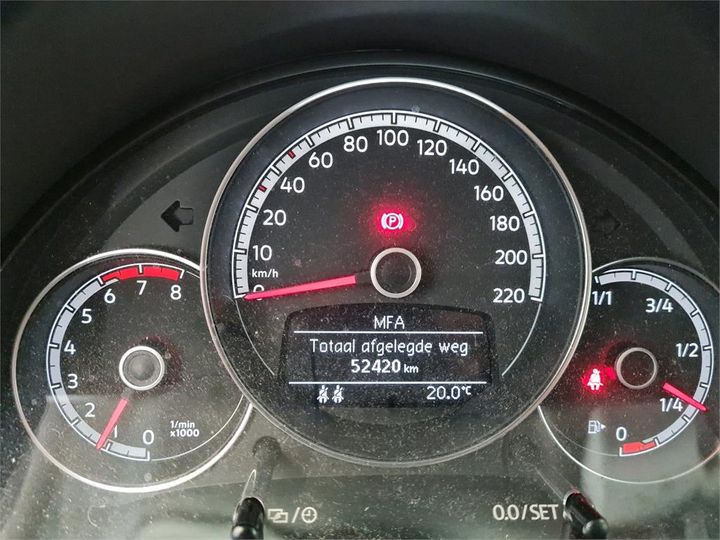 0 10 20 40 60 80 100 120 140 160 180 200 220
km/h
MFA
Totaal afgelegde weg
52420 km
20.0°C
0 1 2 3 4 5 6 7 8
1/min
x1000
1/1 3/4 1/2 1/4 0
P
/
0.0/SET